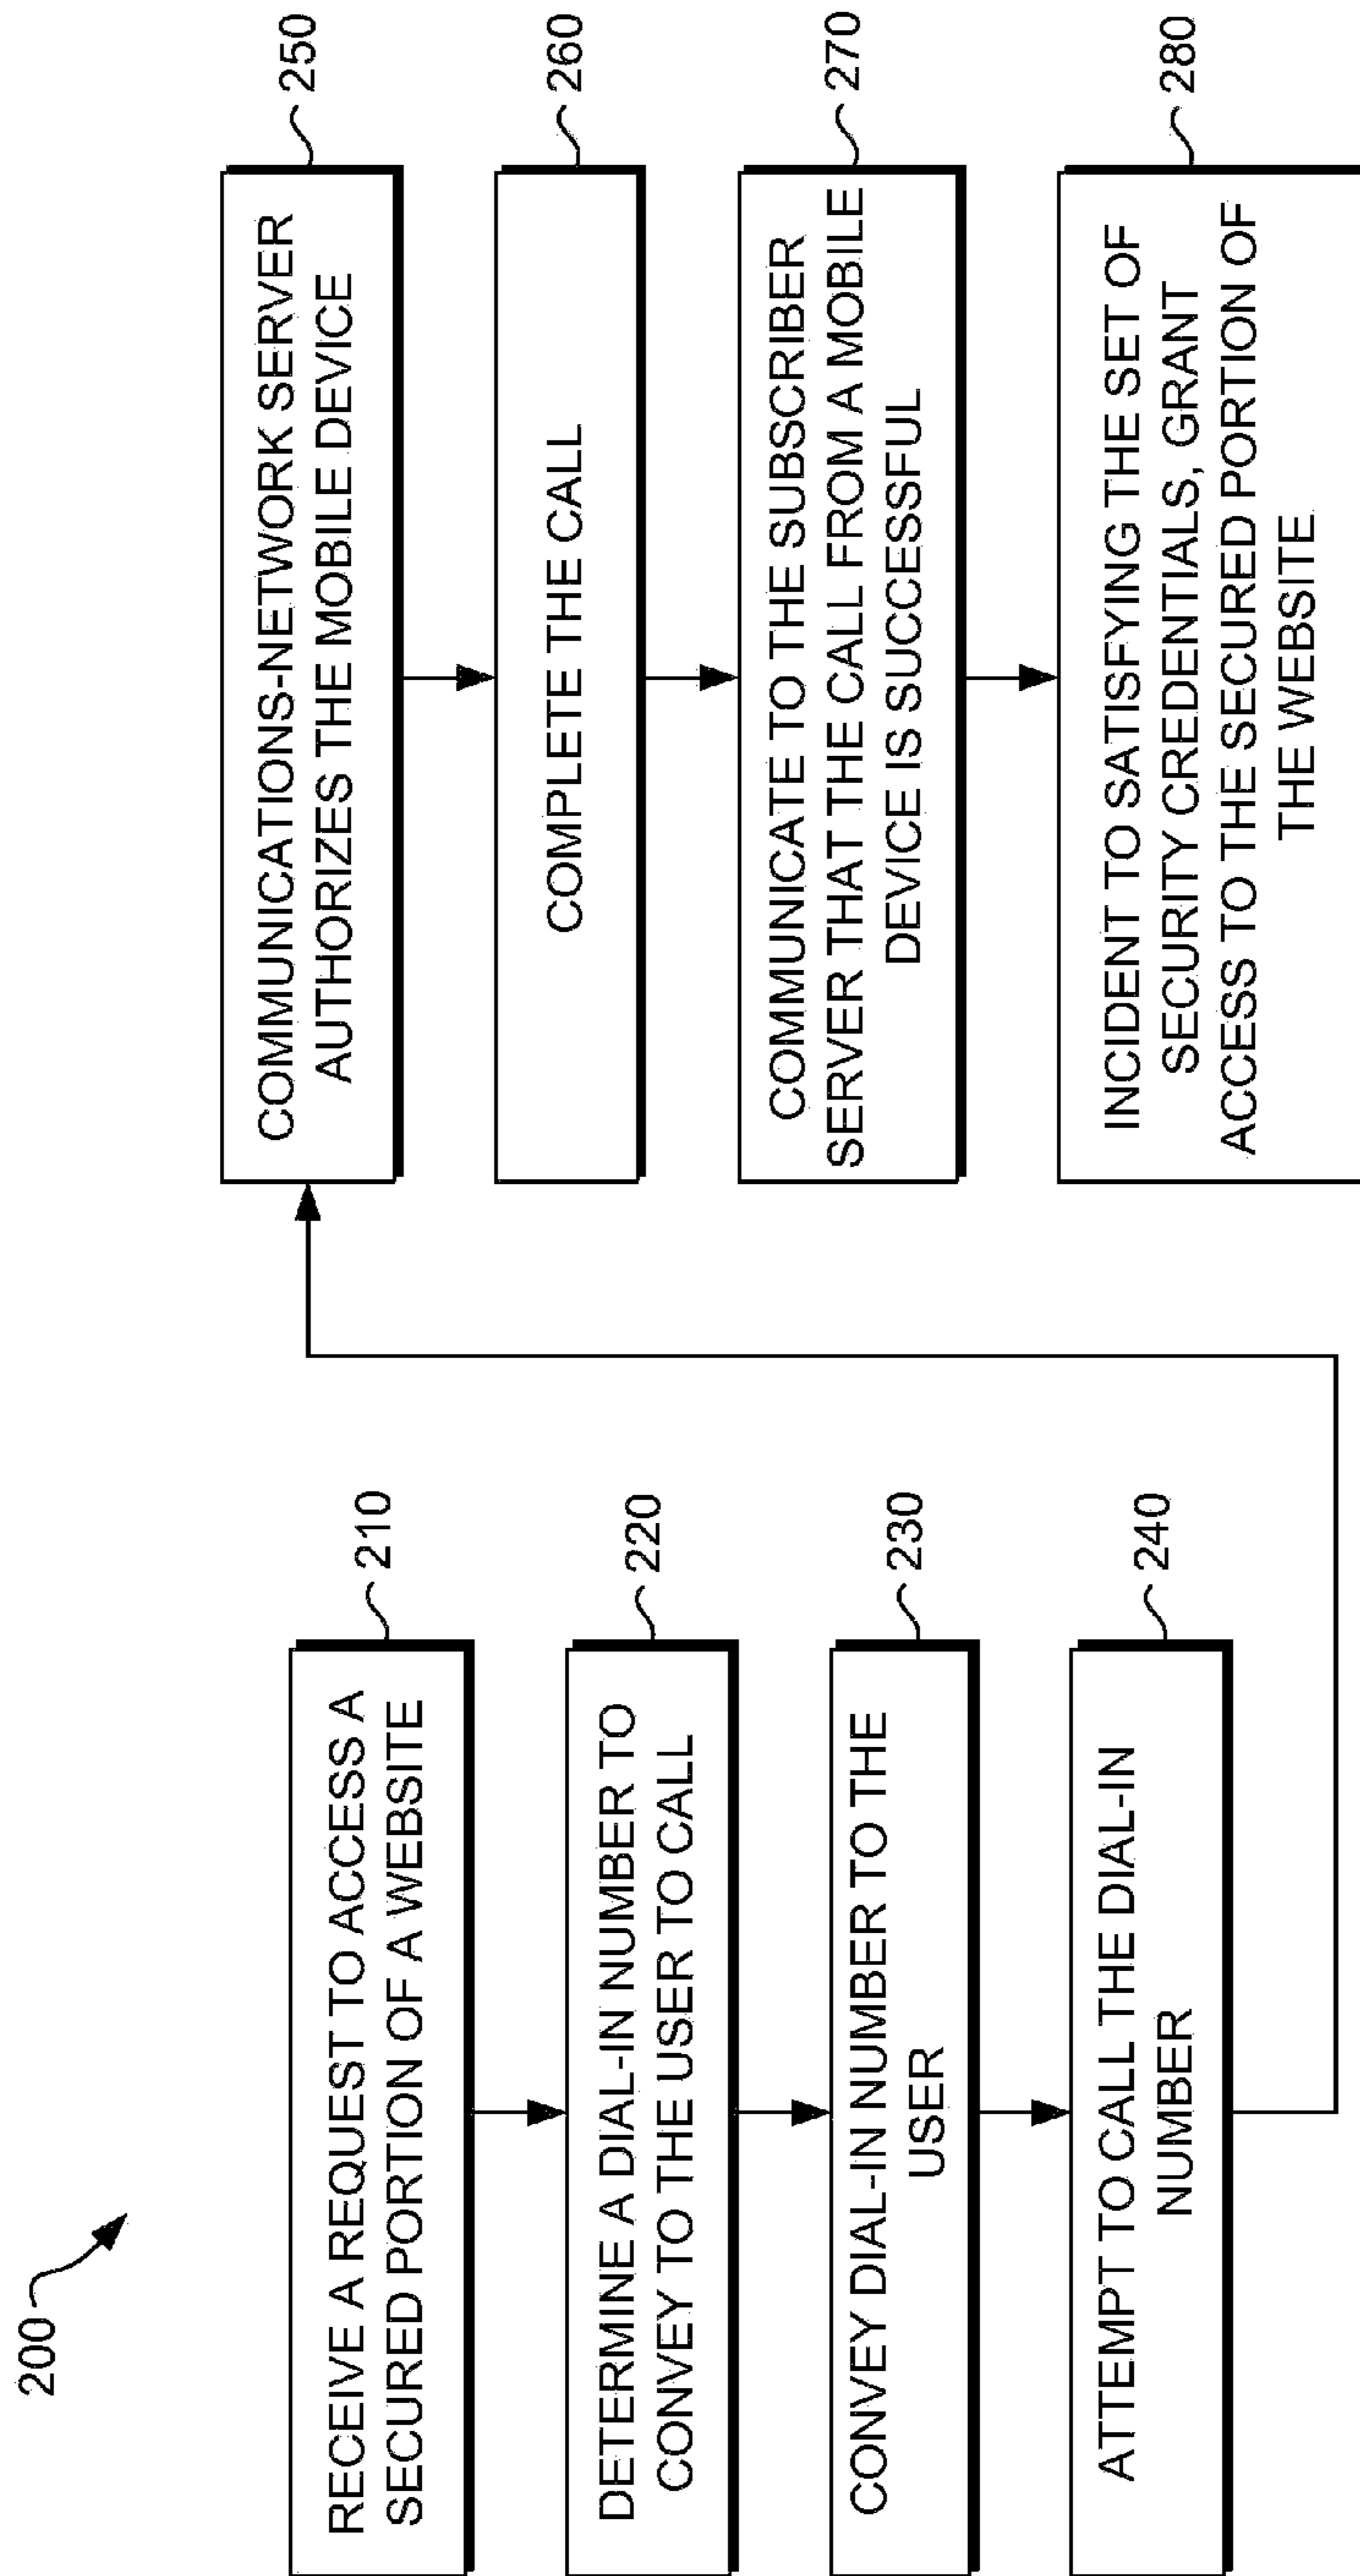 200
RECEIVE A REQUEST TO ACCESS A
SECURED PORTION OF A WEBSITE
210
DETERMINE A DIAL-IN NUMBER TO
CONVEY TO THE USER TO CALL
220
CONVEY DIAL-IN NUMBER TO THE
USER
230
ATTEMPT TO CALL THE DIAL-IN
NUMBER
240
COMMUNICATIONS-NETWORK SERVER
AUTHORIZES THE MOBILE DEVICE
250
COMPLETE THE CALL
260
COMMUNICATE TO THE SUBSCRIBER
SERVER THAT THE CALL FROM A MOBILE
DEVICE IS SUCCESSFUL
270
INCIDENT TO SATISFYING THE SET OF
SECURITY CREDENTIALS, GRANT
ACCESS TO THE SECURED PORTION OF
THE WEBSITE
280